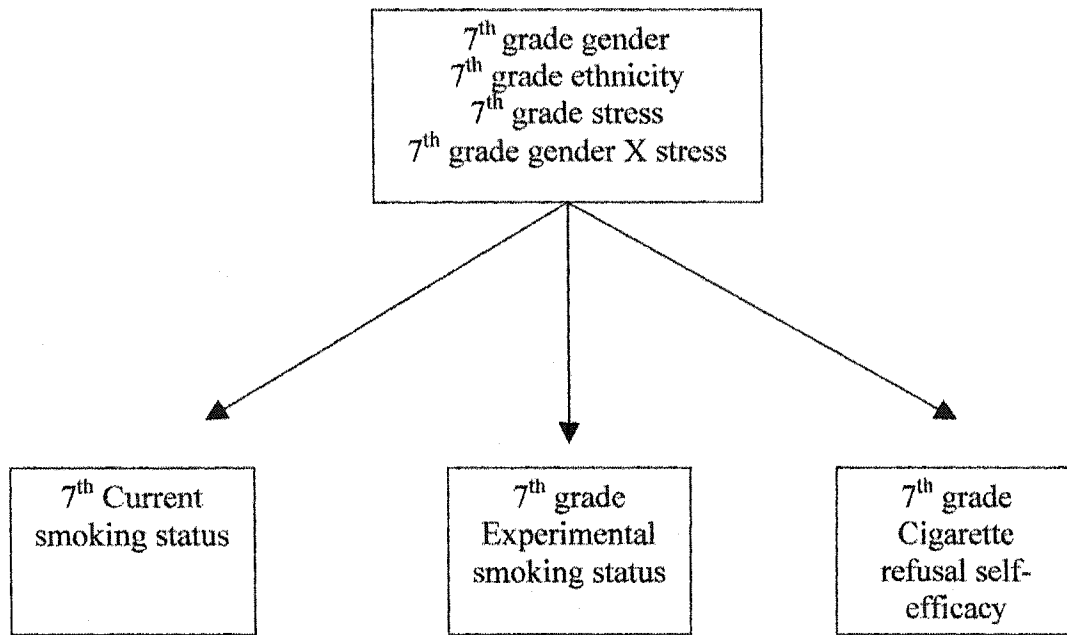 7th grade gender
7th grade ethnicity
7th grade stress
7th grade gender X stress
7th Current
smoking status
7th grade
Experimental
smoking status
7th grade
Cigarette
refusal self-
efficacy